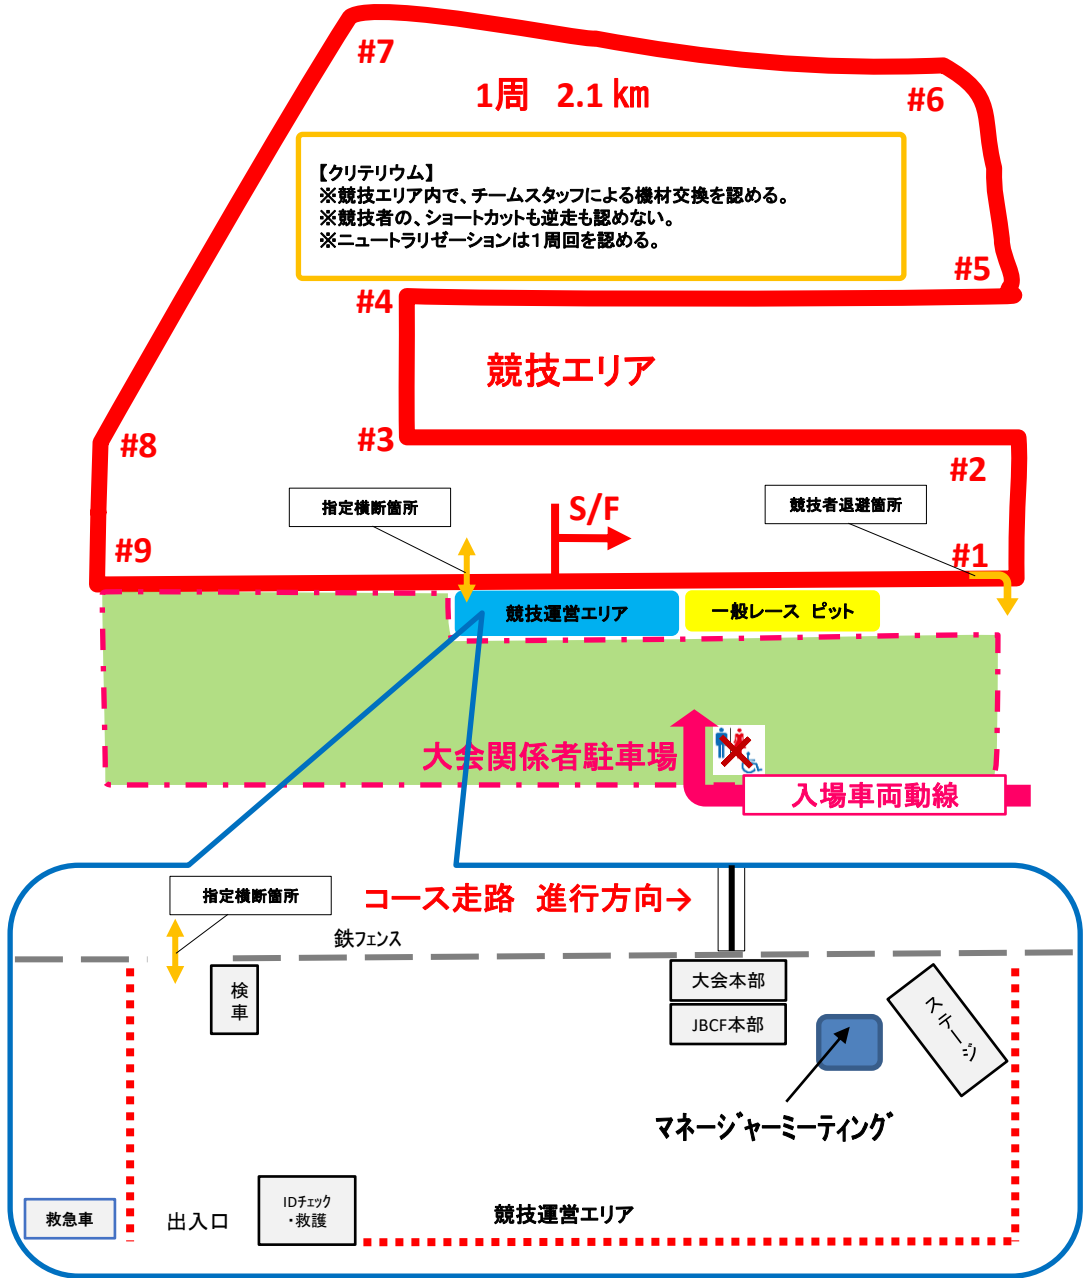 #7
1周 2.1 km
#6
【クリテリウム】
※競技エリア内で、チームスタッフによる機材交換を認める。
※競技者の、ショートカットも逆走も認めない。
※ニュートラリゼーションは1周回を認める。
#5
#4
競技エリア
#3
#8
#2
指定横断箇所
S/F
競技者退避箇所
#9
#1
競技運営エリア
一般レース ピット
大会関係者駐車場
入場車両動線
指定横断箇所
コース走路 進行方向→
鉄フェンス
検車
大会本部
JBCF本部
ステージ
マネージャーミーティング
救急車
出入口
IDチェック
・救護
競技運営エリア